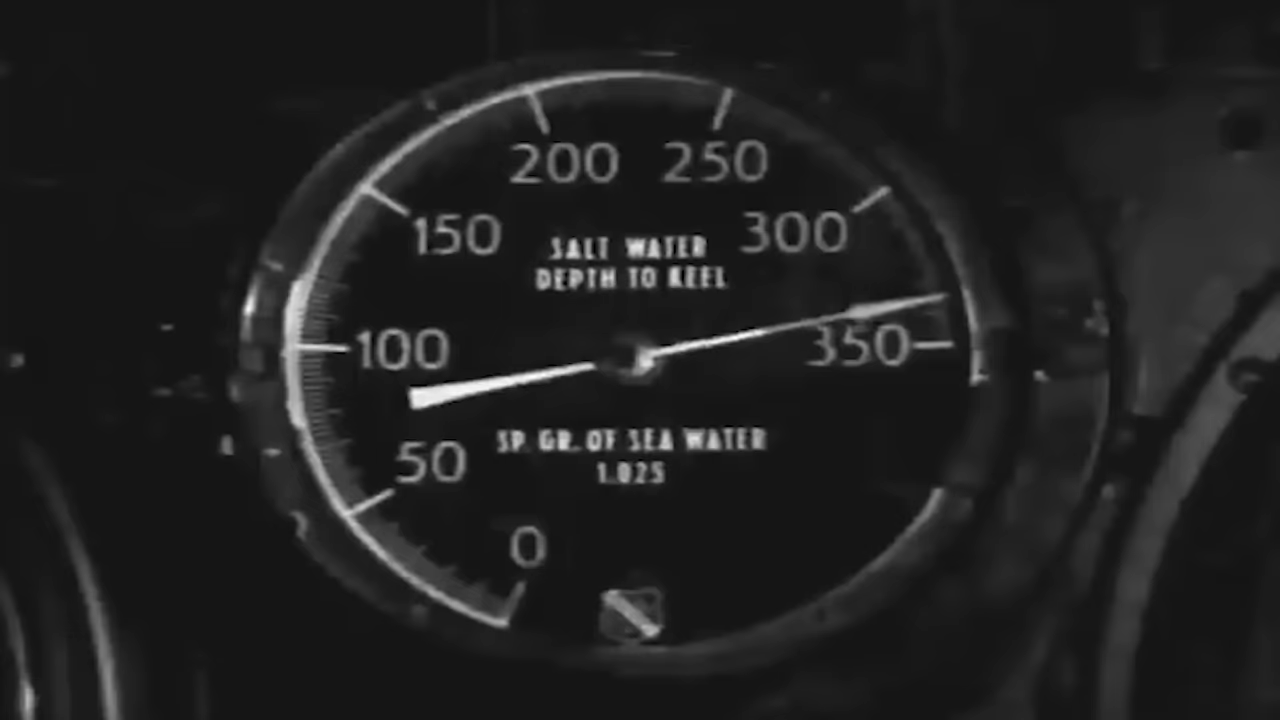 200 250
150 300
SALT WATER
DEPTH TO KEEL
100 350
50
SP. GR. OF SEA WATER
1.025
0